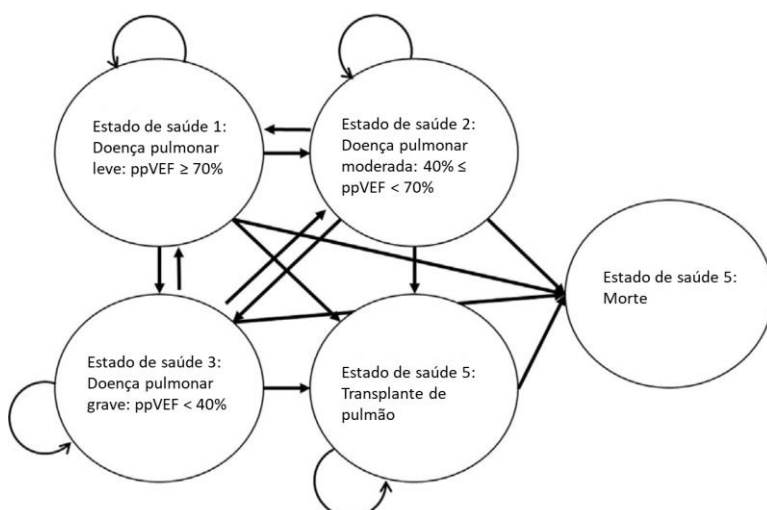 Estado de saúde 1:
Doença pulmonar
leve: ppVEF ≥ 70%
Estado de saúde 2:
Doença pulmonar
moderada: 40% ≤
ppVEF < 70%
Estado de saúde 5:
Morte
Estado de saúde 3:
Doença pulmonar
grave: ppVEF < 40%
Estado de saúde 5:
Transplante de
pulmão